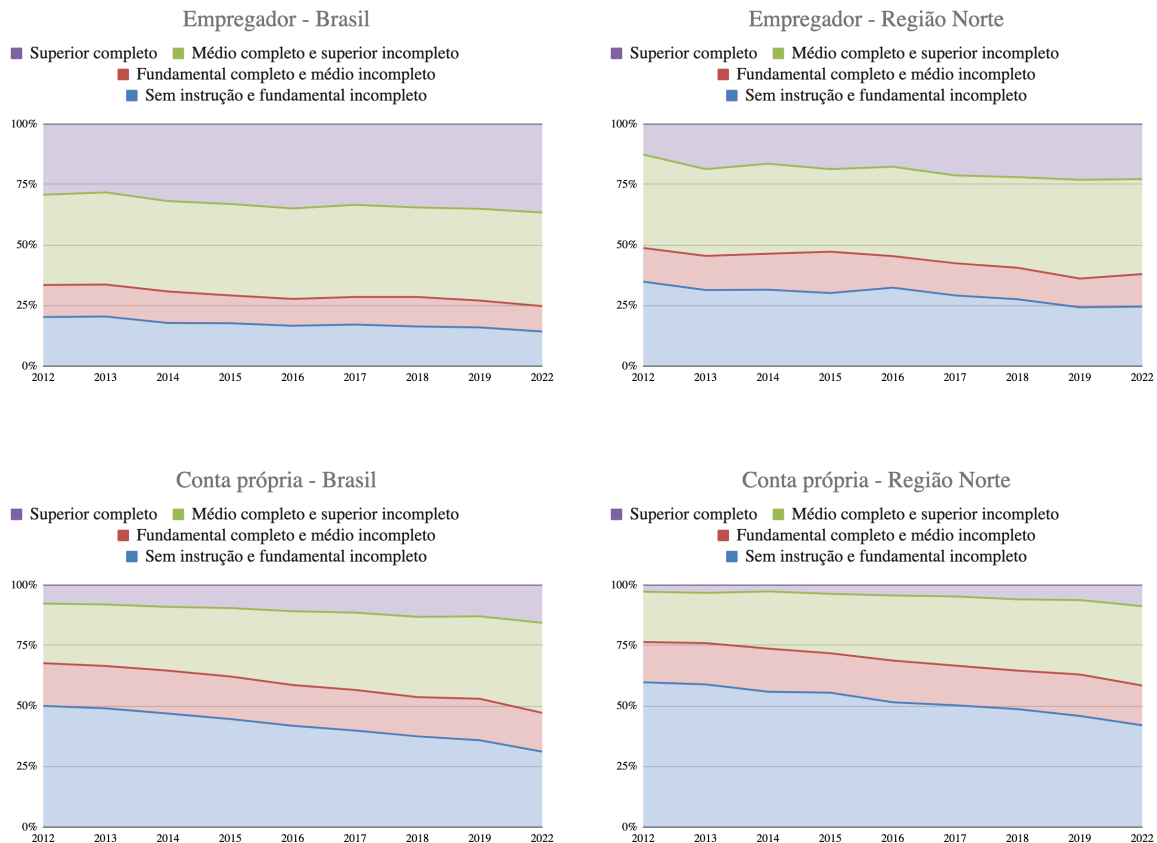 Empregador - Brasil
Superior completo Médio completo e superior incompleto
Fundamental completo e médio incompleto
Sem instrução e fundamental incompleto
100%
75%
50%
25%
0%
2012 2013 2014 2015 2016 2017 2018 2019 2022
Empregador - Região Norte
Superior completo Médio completo e superior incompleto
Fundamental completo e médio incompleto
Sem instrução e fundamental incompleto
100%
75%
50%
25%
0%
2012 2013 2014 2015 2016 2017 2018 2019 2022
Conta própria - Brasil
Superior completo Médio completo e superior incompleto
Fundamental completo e médio incompleto
Sem instrução e fundamental incompleto
100%
75%
50%
25%
0%
2012 2013 2014 2015 2016 2017 2018 2019 2022
Conta própria - Região Norte
Superior completo Médio completo e superior incompleto
Fundamental completo e médio incompleto
Sem instrução e fundamental incompleto
100%
75%
50%
25%
0%
2012 2013 2014 2015 2016 2017 2018 2019 2022